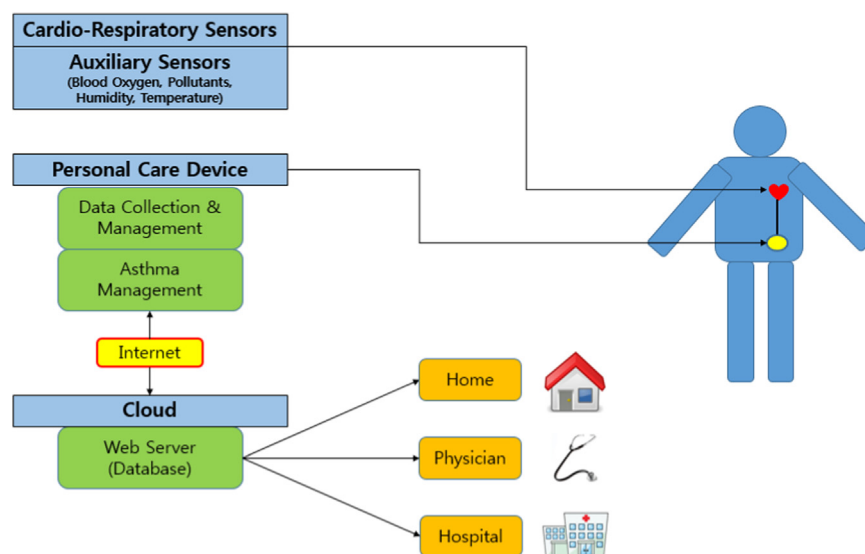 Cardio-Respiratory Sensors
Auxiliary Sensors
(Blood Oxygen, Pollutants,
Humidity, Temperature)
Personal Care Device
Data Collection &
Management
Asthma
Management
Internet
Cloud
Web Server
(Database)
Home
Physician
Hospital